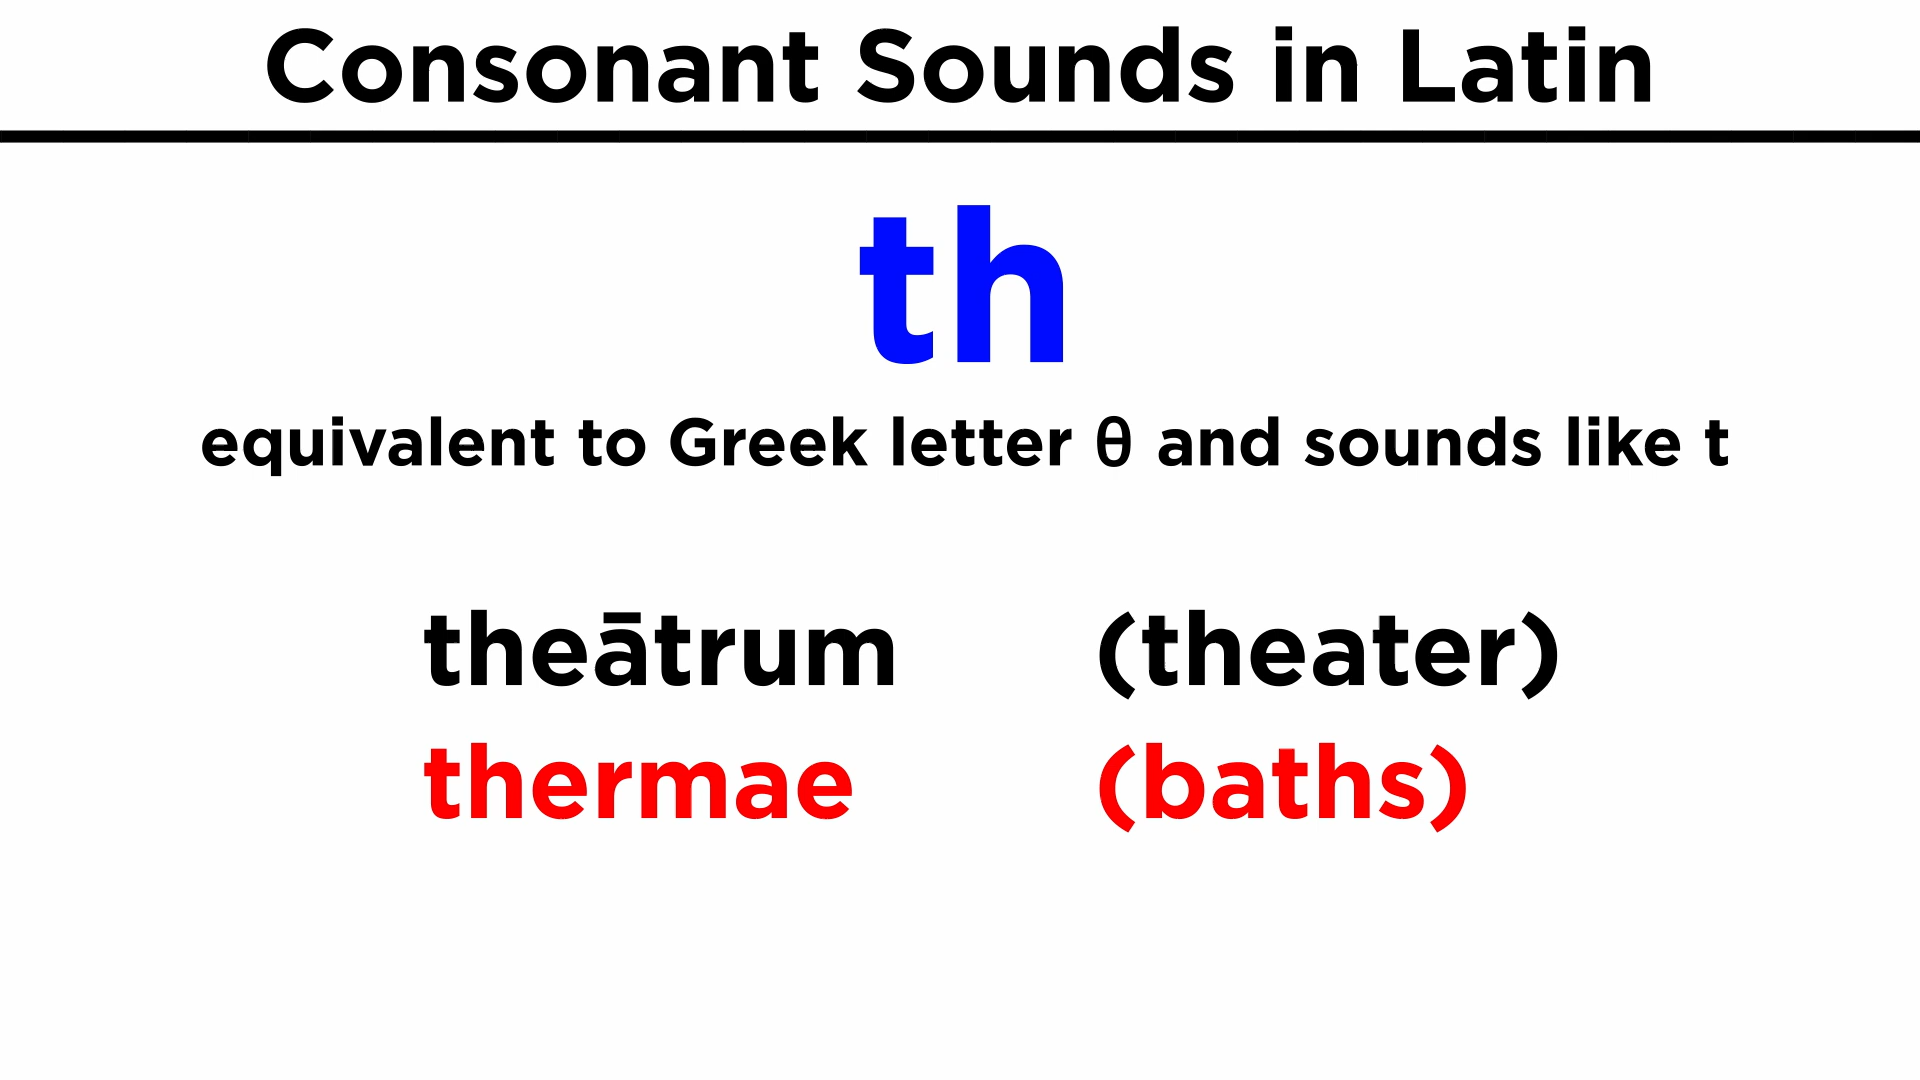 Consonant Sounds in Latin
th
equivalent to Greek letter θ and sounds like t
theātrum (theater)
thermae (baths)